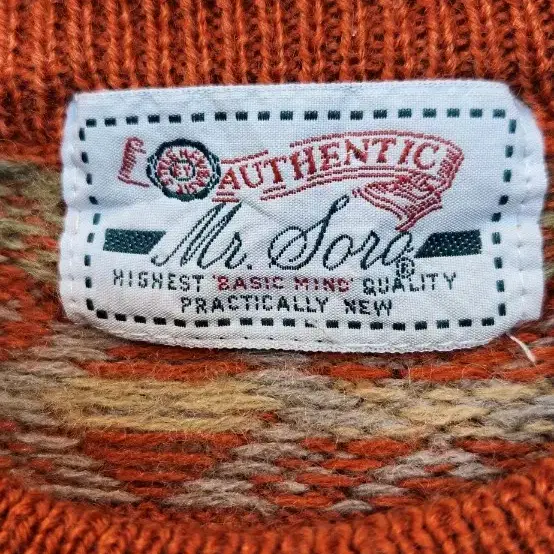 AUTHENTIC
Mr. Sora®
HIGHEST 'BASIC MIND' QUALITY
PRACTICALLY NEW